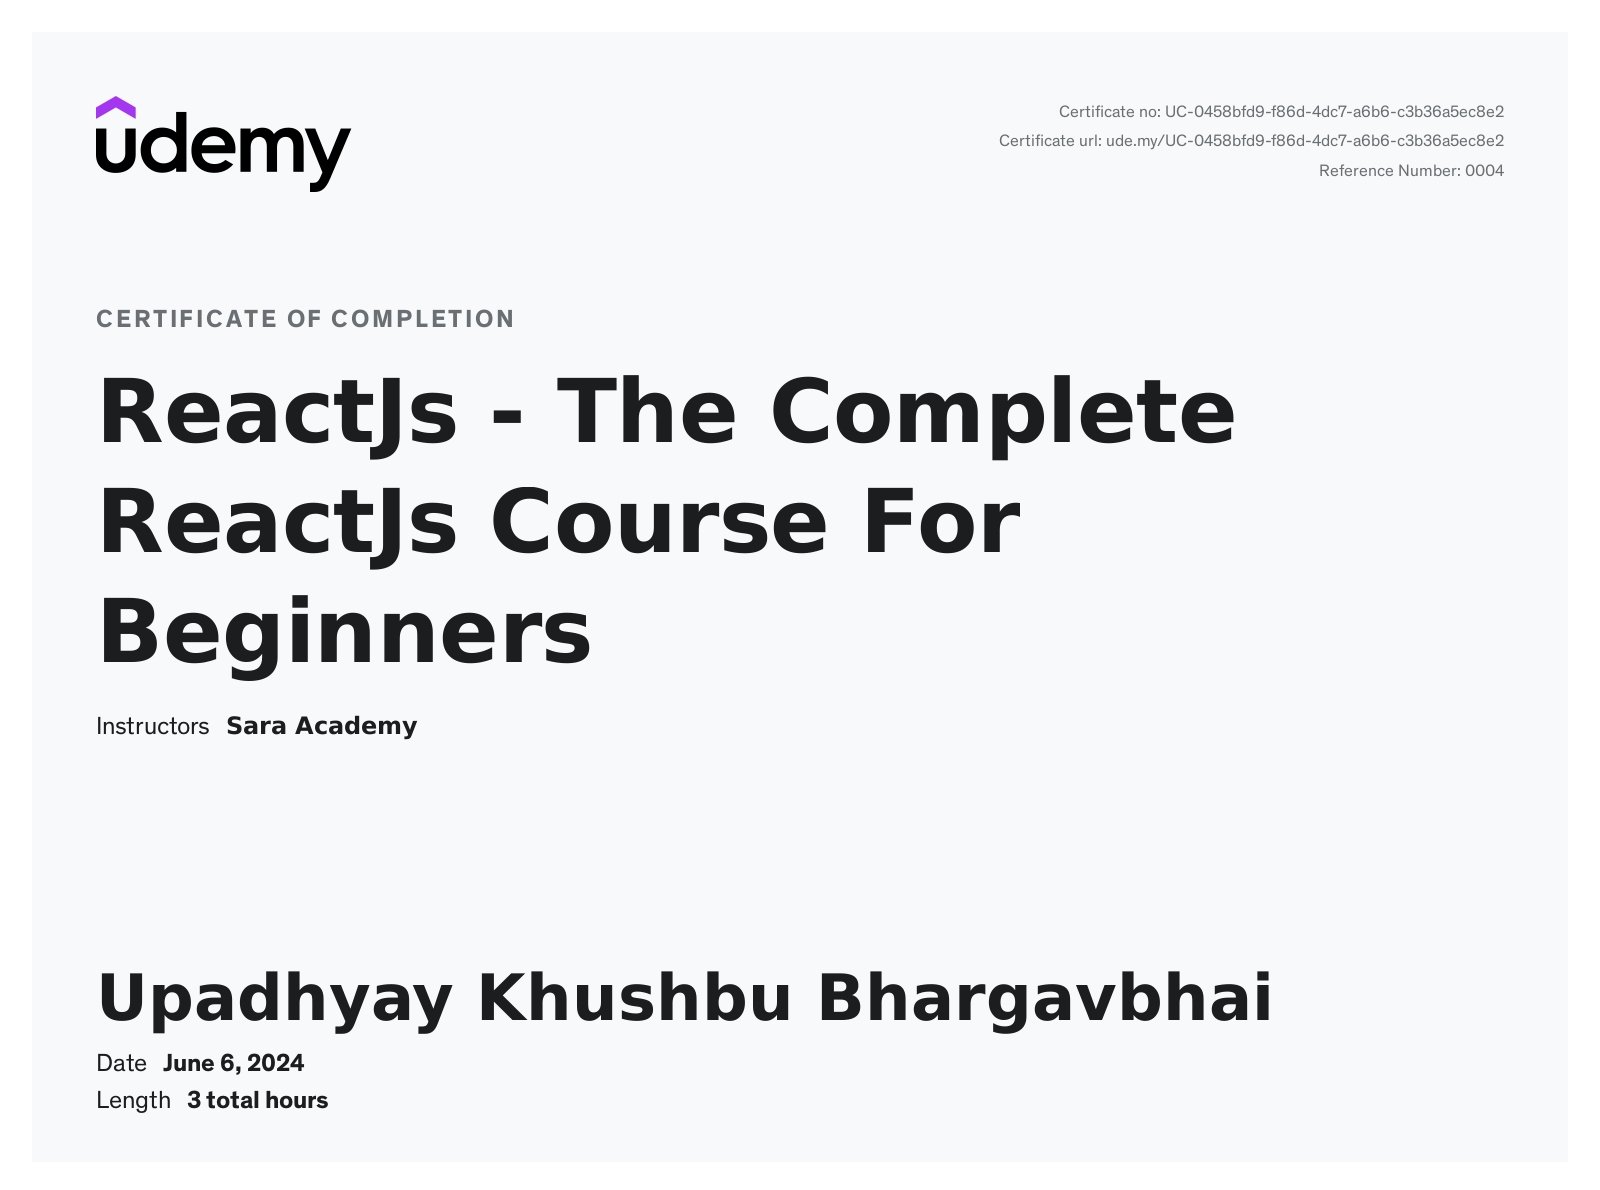 udemy
Certificate no: UC-0458bfd9-f86d-4dc7-a6b6-c3b36a5ec8e2
Certificate url: ude.my/UC-0458bfd9-f86d-4dc7-a6b6-c3b36a5ec8e2
Reference Number: 0004
CERTIFICATE OF COMPLETION
ReactJs - The Complete
ReactJs Course For
Beginners
Instructors Sara Academy
Upadhyay Khushbu Bhargavbhai
Date June 6, 2024
Length 3 total hours